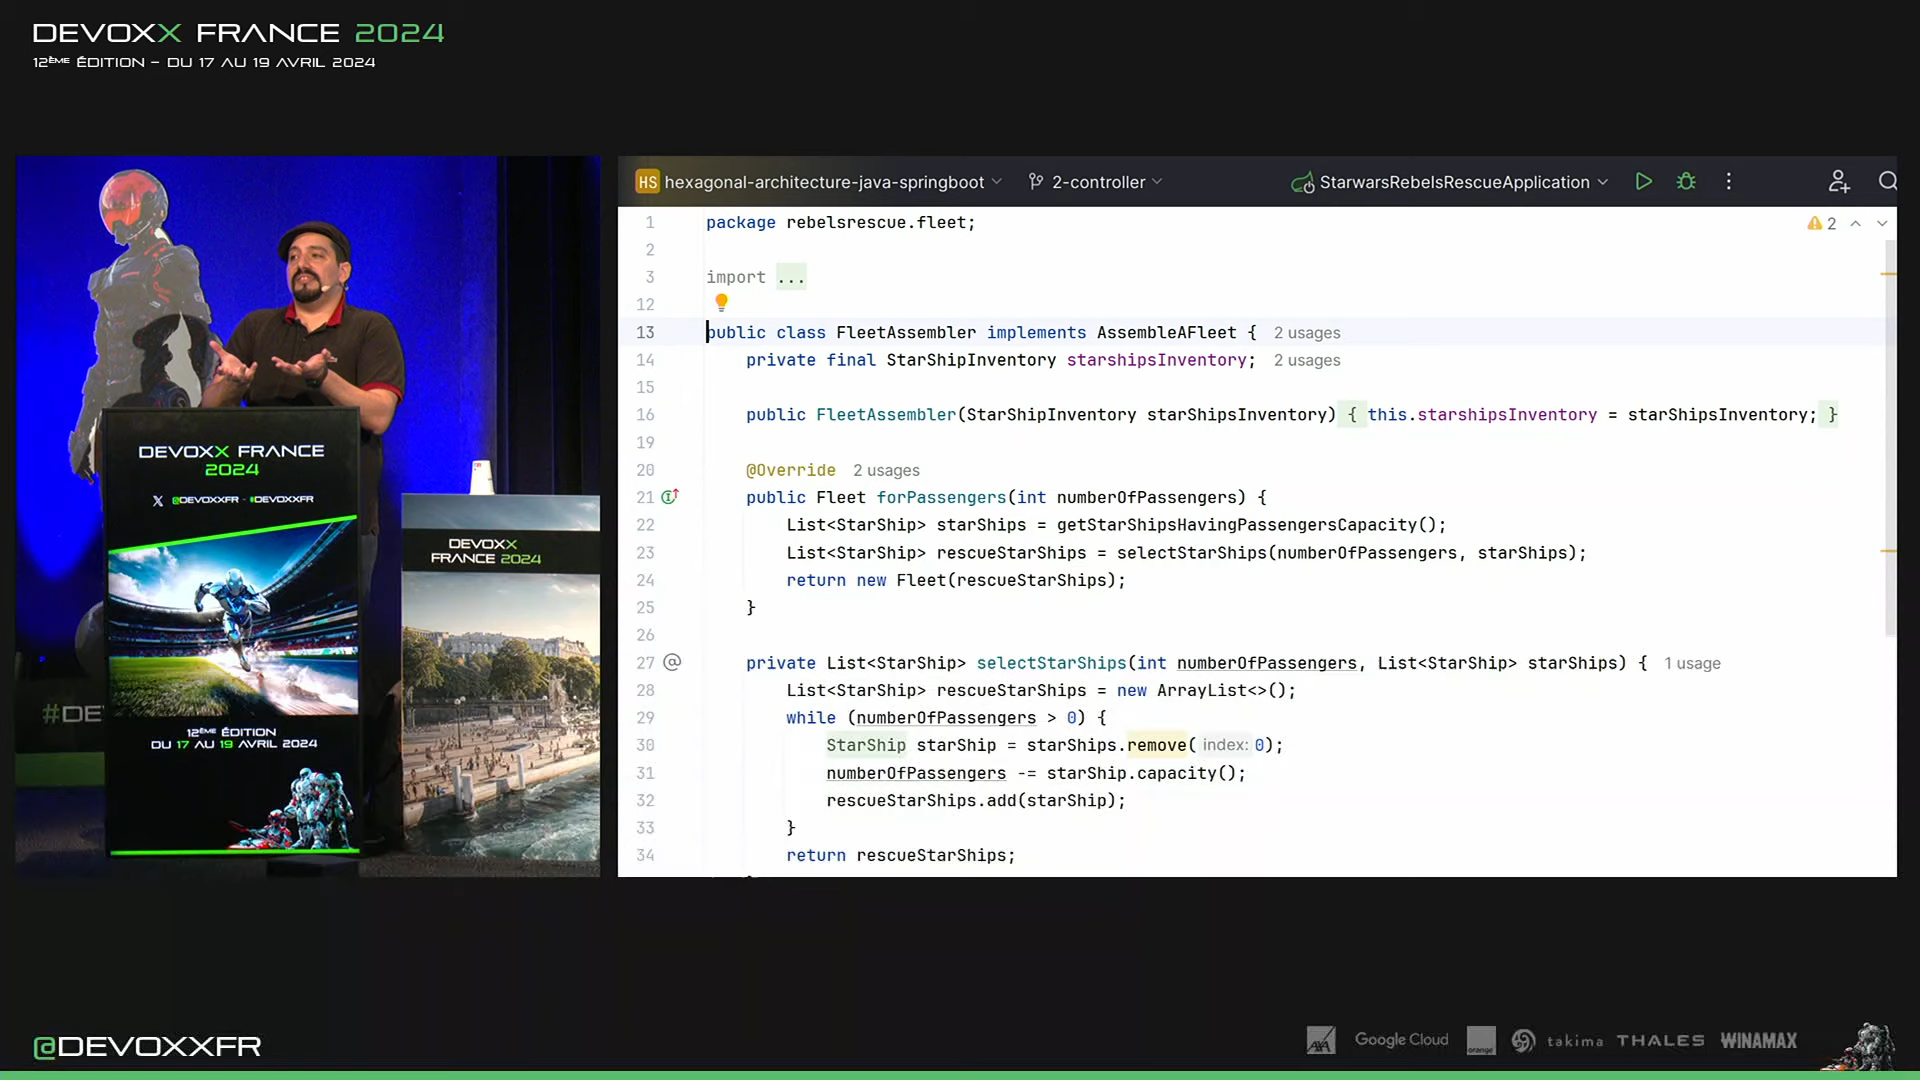 DEVOXX FRANCE 2024
12ÈME ÉDITION - DU 17 AU 19 AVRIL 2024
DEVOXX FRANCE
2024
@DEVOXXFR - #DEVOXXFR
#DE
12ÈME ÉDITION
DU 17 AU 19 AVRIL 2024
DEVOXX
FRANCE 2024
HS hexagonal-architecture-java-springboot 2-controller StarwarsRebelsRescueApplication
1 package rebelsrescue.fleet; 2
2
3 import ...
12
13 public class FleetAssembler implements AssembleAFleet { 2 usages
14 private final StarShipInventory starshipsInventory; 2 usages
15
16 public FleetAssembler(StarShipInventory starShipsInventory) { this.starshipsInventory = starShipsInventory; }
19
20 @Override 2 usages
21 public Fleet forPassengers(int numberOfPassengers) {
22 List<StarShip> starShips = getStarShipsHavingPassengersCapacity();
23 List<StarShip> rescueStarShips = selectStarShips(numberOfPassengers, starShips);
24 return new Fleet(rescueStarShips);
25 }
26
27 @ private List<StarShip> selectStarShips(int numberOfPassengers, List<StarShip> starShips) { 1 usage
28 List<StarShip> rescueStarShips = new ArrayList<>();
29 while (numberOfPassengers > 0) {
30 StarShip starShip = starShips.remove( index: 0);
31 numberOfPassengers -= starShip.capacity();
32 rescueStarShips.add(starShip);
33 }
34 return rescueStarShips;
@DEVOXXFR
AXA Google Cloud orange takima THALES WINAMAX